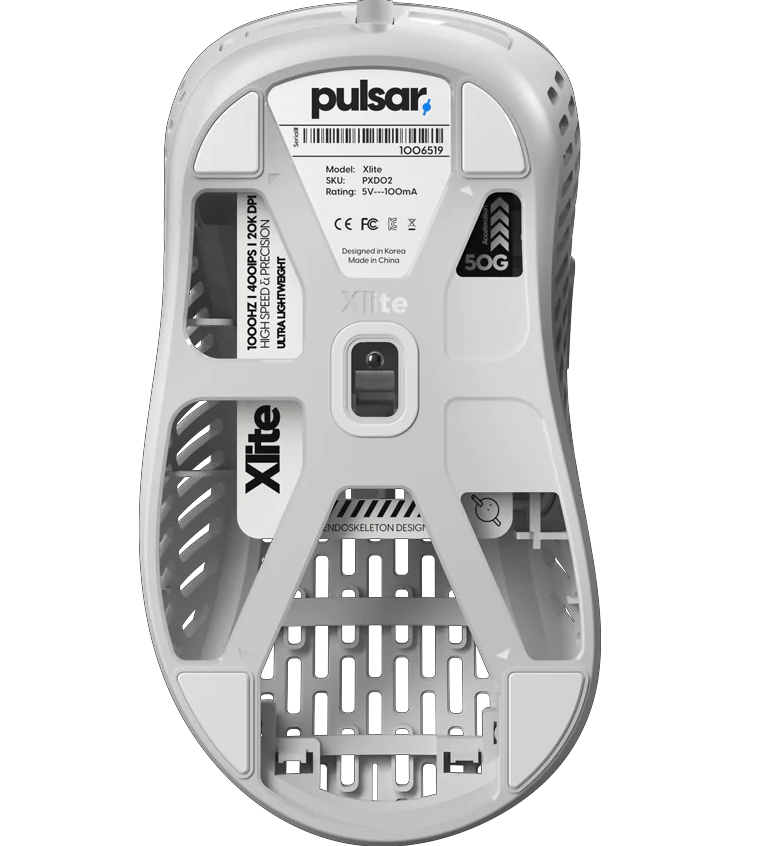 pulsar
Serial#
1006519
Model: Xlite
SKU: PXD02
Rating: 5V---100mA
CE FC
Designed in Korea
Made in China
Xlite
1000HZ I 400IPS I 20K DPI
HIGH SPEED & PRECISION
ULTRA LIGHTWEIGHT
Acceleration
50G
Xlite
ENDOSKELETON DESIGN